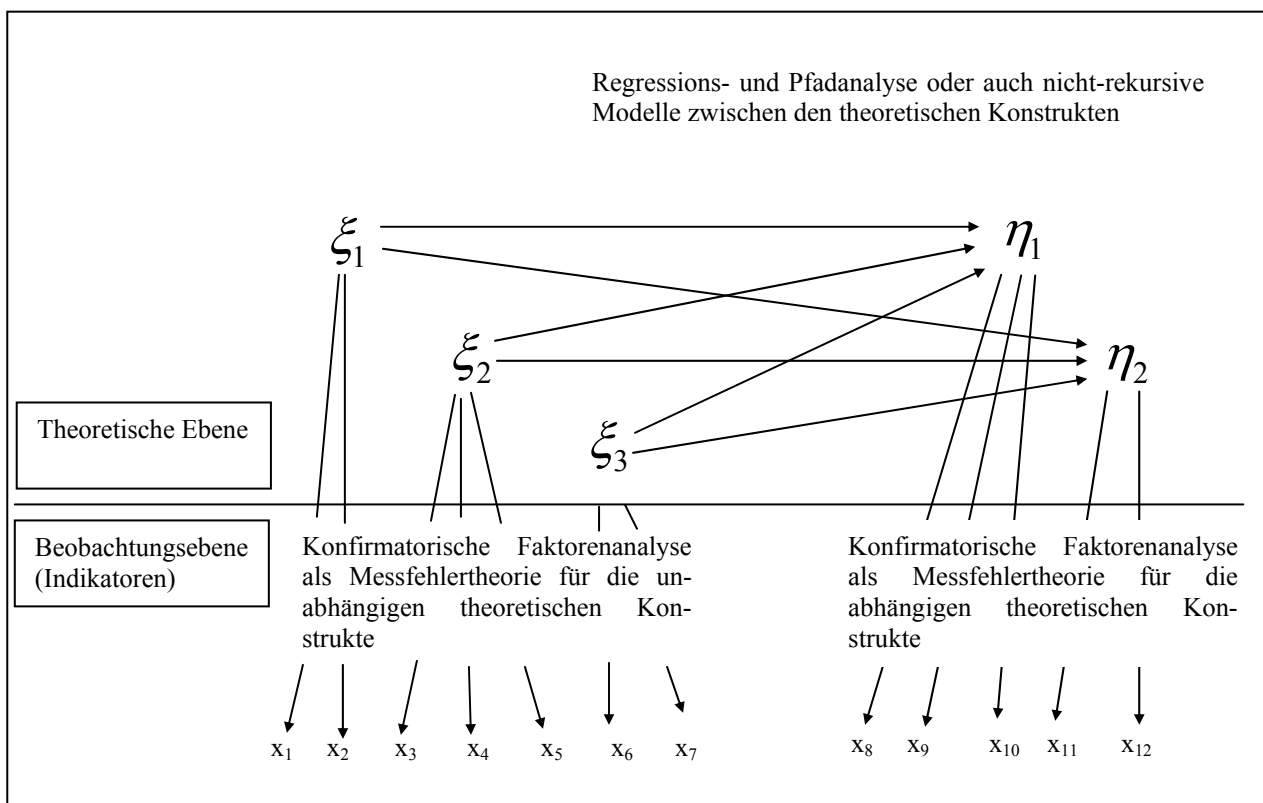 Regressions- und Pfadanalyse oder auch nicht-rekursive
Modelle zwischen den theoretischen Konstrukten
ξ₁
η₁
ξ₂
η₂
Theoretische Ebene
ξ₃
Beobachtungsebene
(Indikatoren)
Konfirmatorische Faktorenanalyse
als Messfehlertheorie für die un-
abhängigen theoretischen Kon-
strukte
Konfirmatorische Faktorenanalyse
als Messfehlertheorie für die
abhängigen theoretischen Kon-
strukte
x₁ x₂ x₃ x₄ x₅ x₆ x₇ x₈ x₉ x₁₀ x₁₁ x₁₂